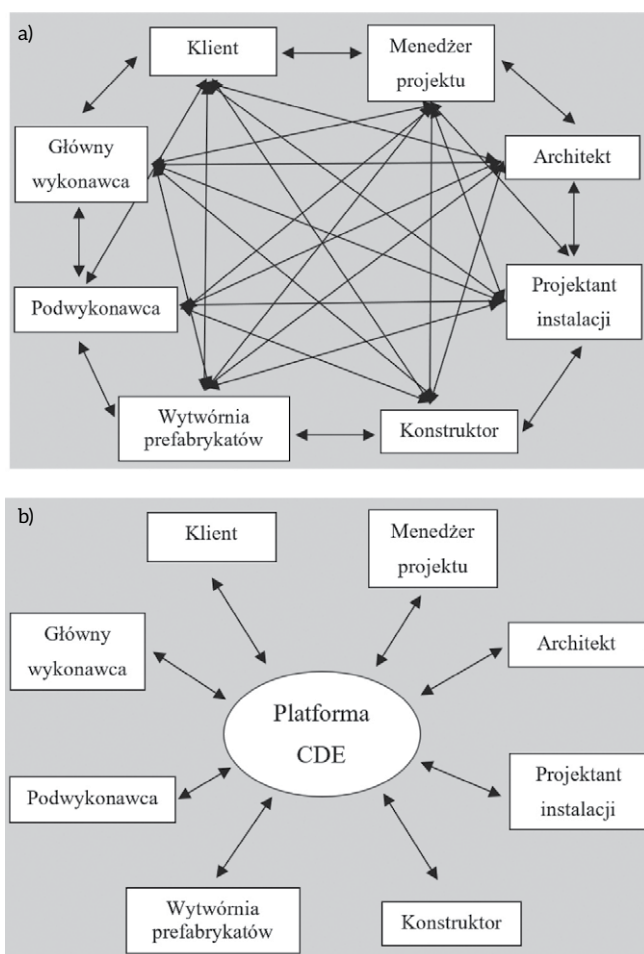 a)
Klient
Menedżer
projektu
Główny
wykonawca
Architekt
Podwykonawca
Projektant
instalacji
Wytwórnia
prefabrykatów
Konstruktor
b)
Klient
Menedżer
projektu
Główny
wykonawca
Architekt
Platforma
CDE
Podwykonawca
Projektant
instalacji
Wytwórnia
prefabrykatów
Konstruktor